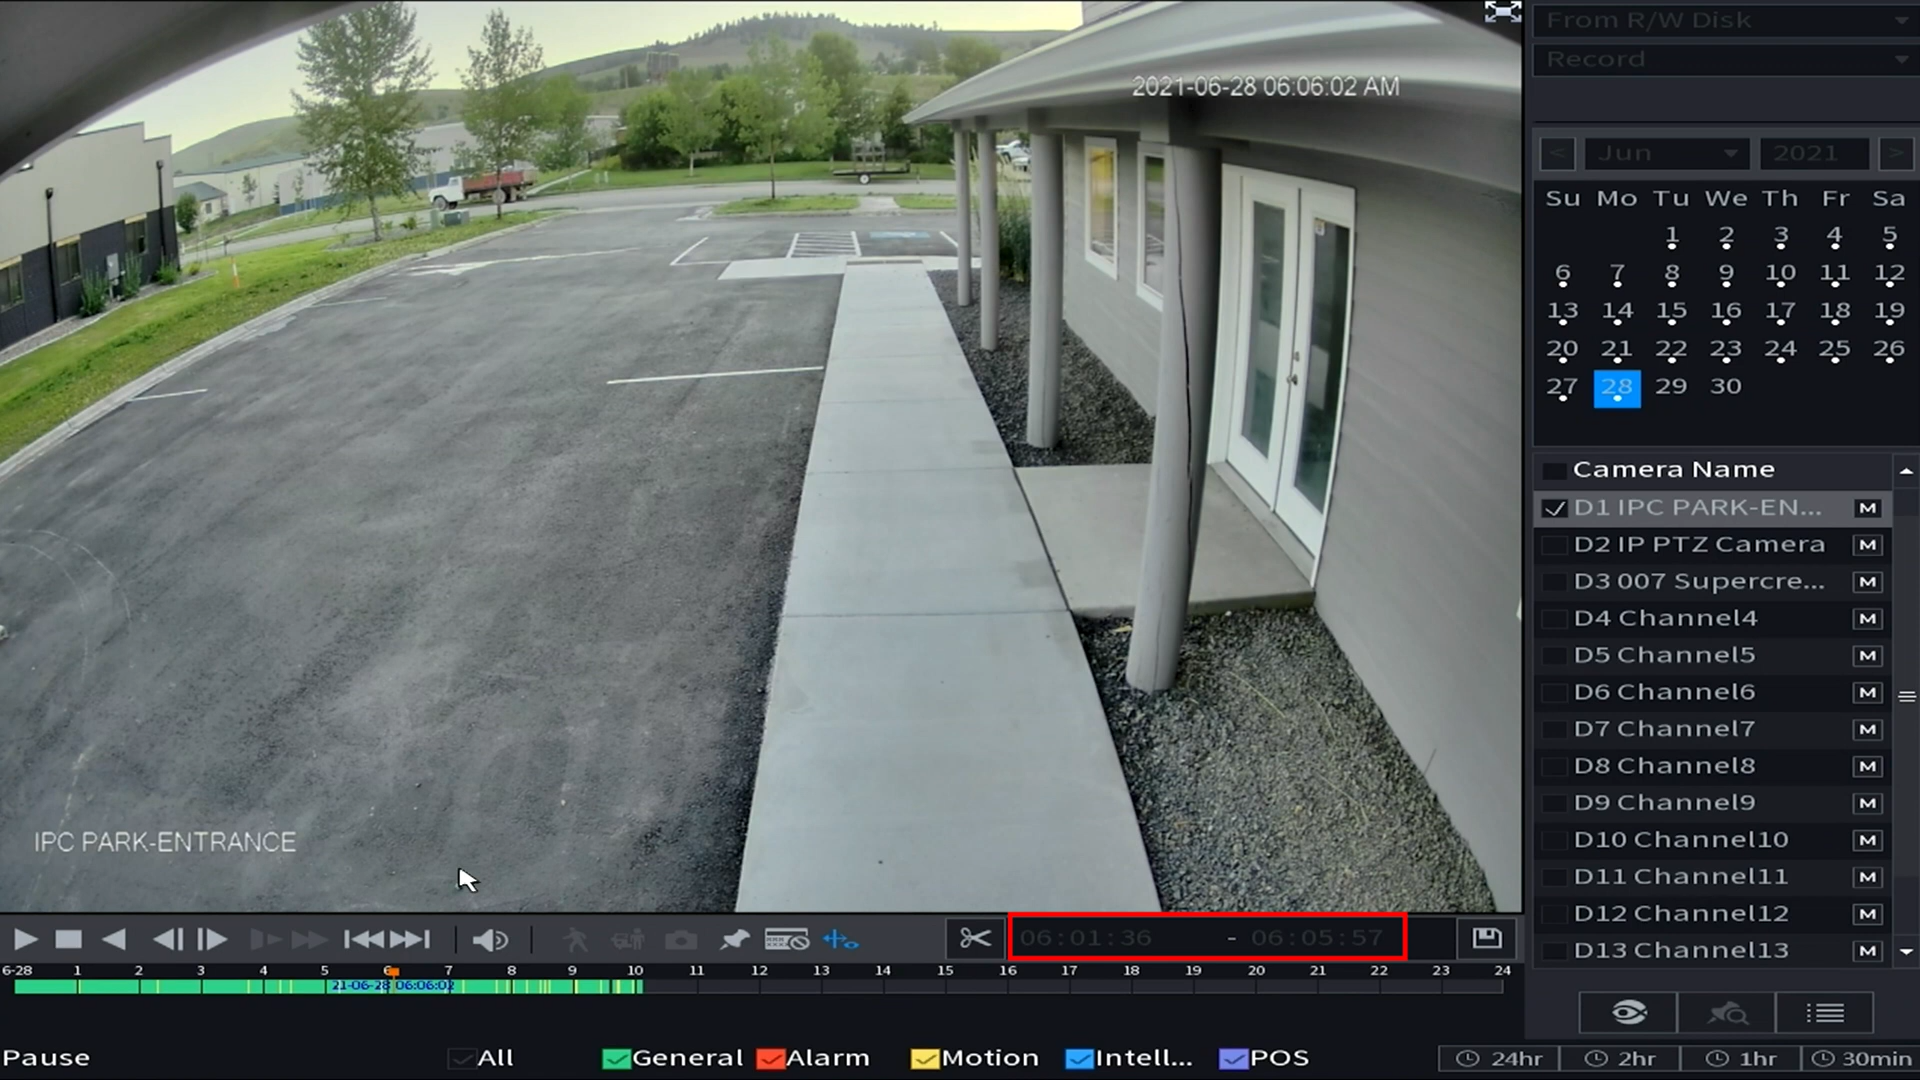 From R/W Disk
Record
2021-06-28 06:06:02 AM
< Jun 2021 >
Su Mo Tu We Th Fr Sa
1 2 3 4 5
6 7 8 9 10 11 12
13 14 15 16 17 18 19
20 21 22 23 24 25 26
27 28 29 30
Camera Name
D1 IPC PARK-EN... M
D2 IP PTZ Camera M
D3 007 Supercre... M
D4 Channel4 M
D5 Channel5 M
D6 Channel6 M
D7 Channel7 M
D8 Channel8 M
D9 Channel9 M
D10 Channel10 M
D11 Channel11 M
D12 Channel12 M
D13 Channel13 M
IPC PARK-ENTRANCE
06:01:36 - 06:05:57
6-28 1 2 3 4 5 6 7 8 9 10 11 12 13 14 15 16 17 18 19 20 21 22 23 24
21-06-28 06:06:02
Pause All General Alarm Motion Intell... POS 24hr 2hr 1hr 30min